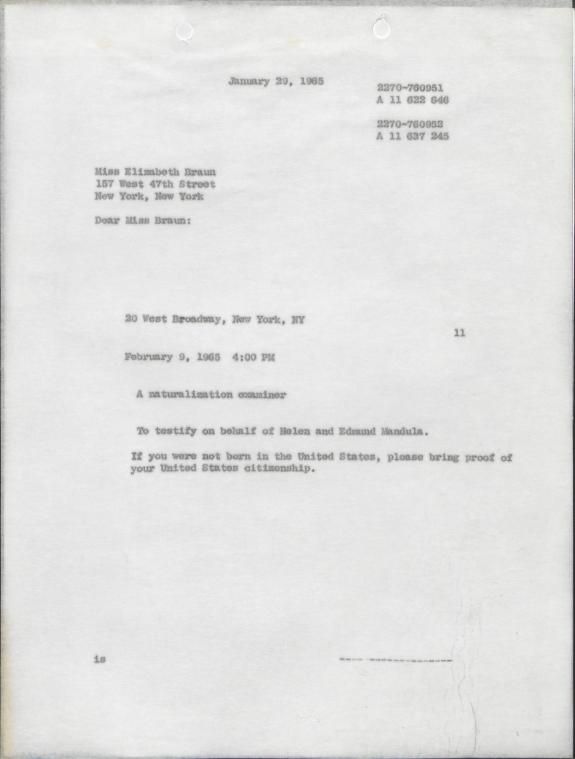 January 29, 1965
2270-760951
A 11 622 646
2270-760952
A 11 637 245
Miss Elizabeth Braun
157 West 47th Street
New York, New York
Dear Miss Braun:
20 West Broadway, New York, NY
11
February 9, 1965 4:00 PM
A naturalization examiner
To testify on behalf of Helen and Edmund Mandula.
If you were not born in the United States, please bring proof of
your United States citizenship.
is